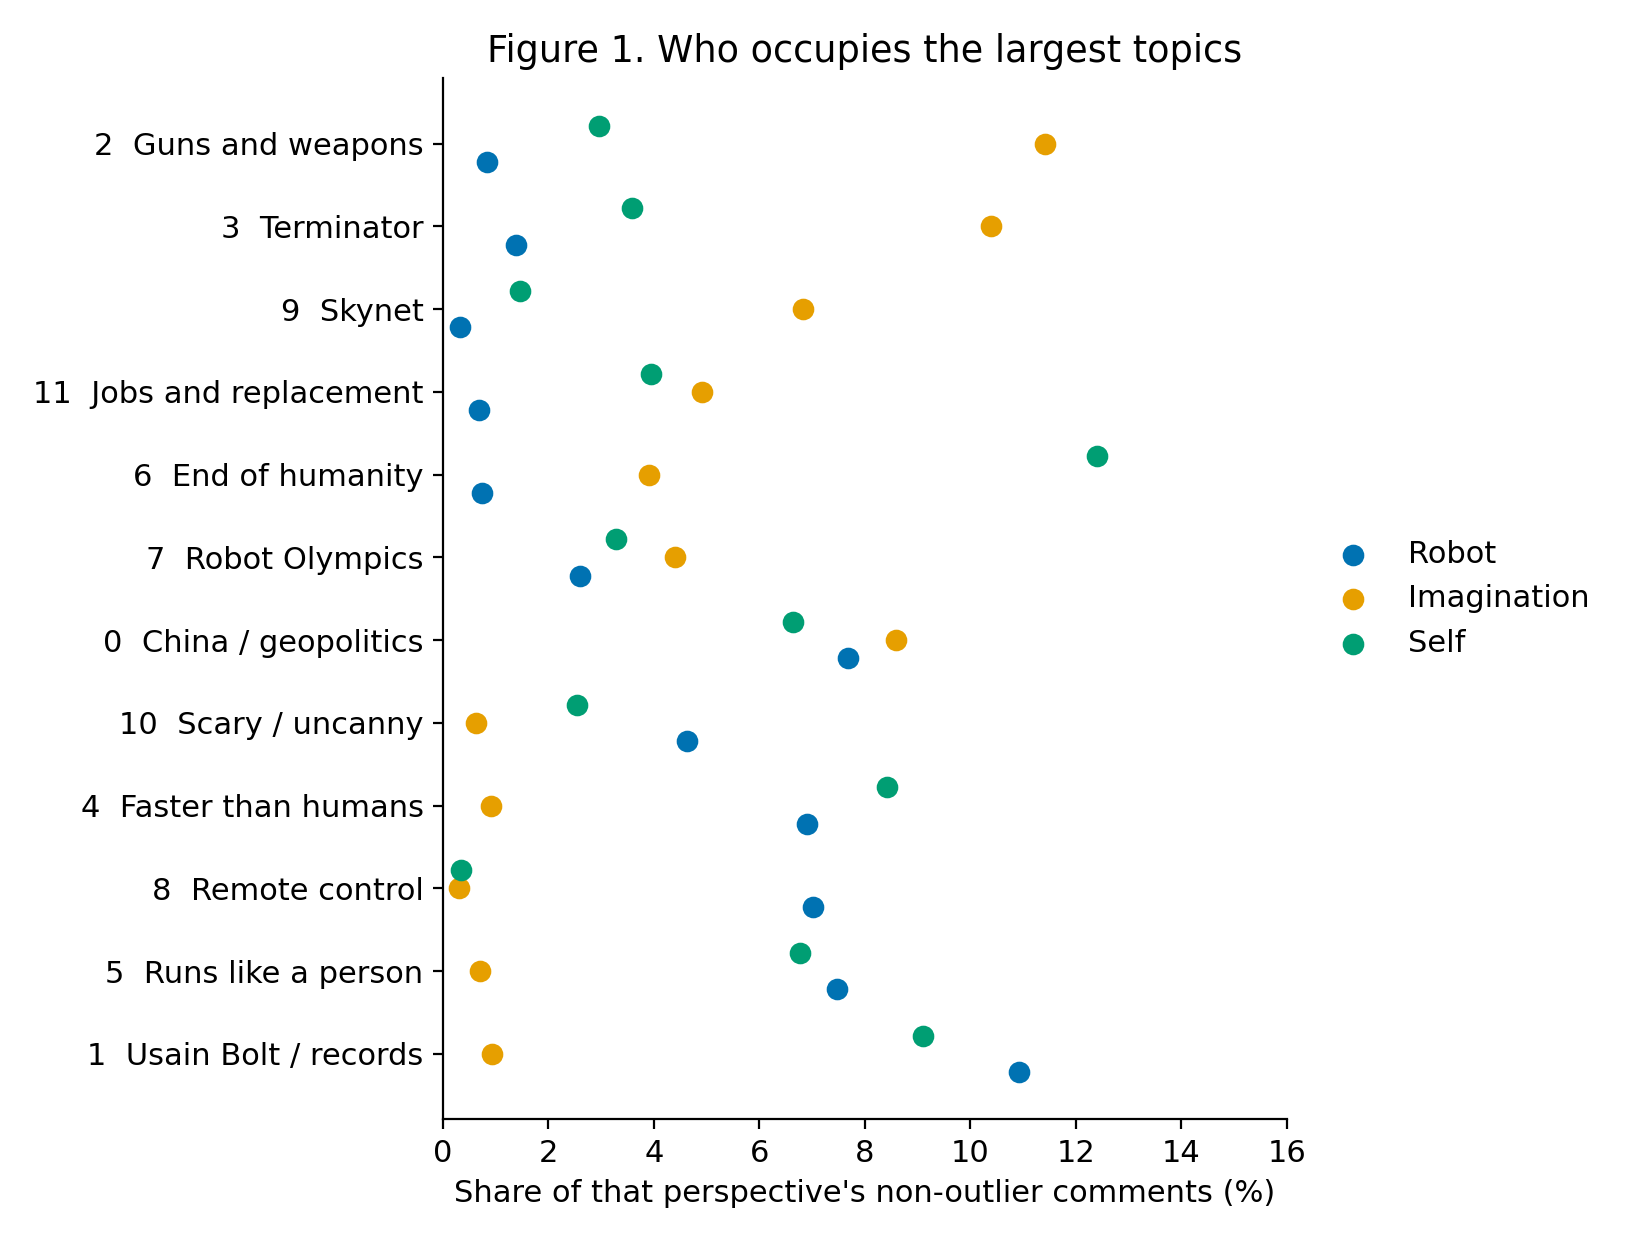 Figure 1. Who occupies the largest topics
2 Guns and weapons
3 Terminator
9 Skynet
11 Jobs and replacement
6 End of humanity
7 Robot Olympics
0 China / geopolitics
10 Scary / uncanny
4 Faster than humans
8 Remote control
5 Runs like a person
1 Usain Bolt / records
0 2 4 6 8 10 12 14 16
Share of that perspective's non-outlier comments (%)
Robot
Imagination
Self